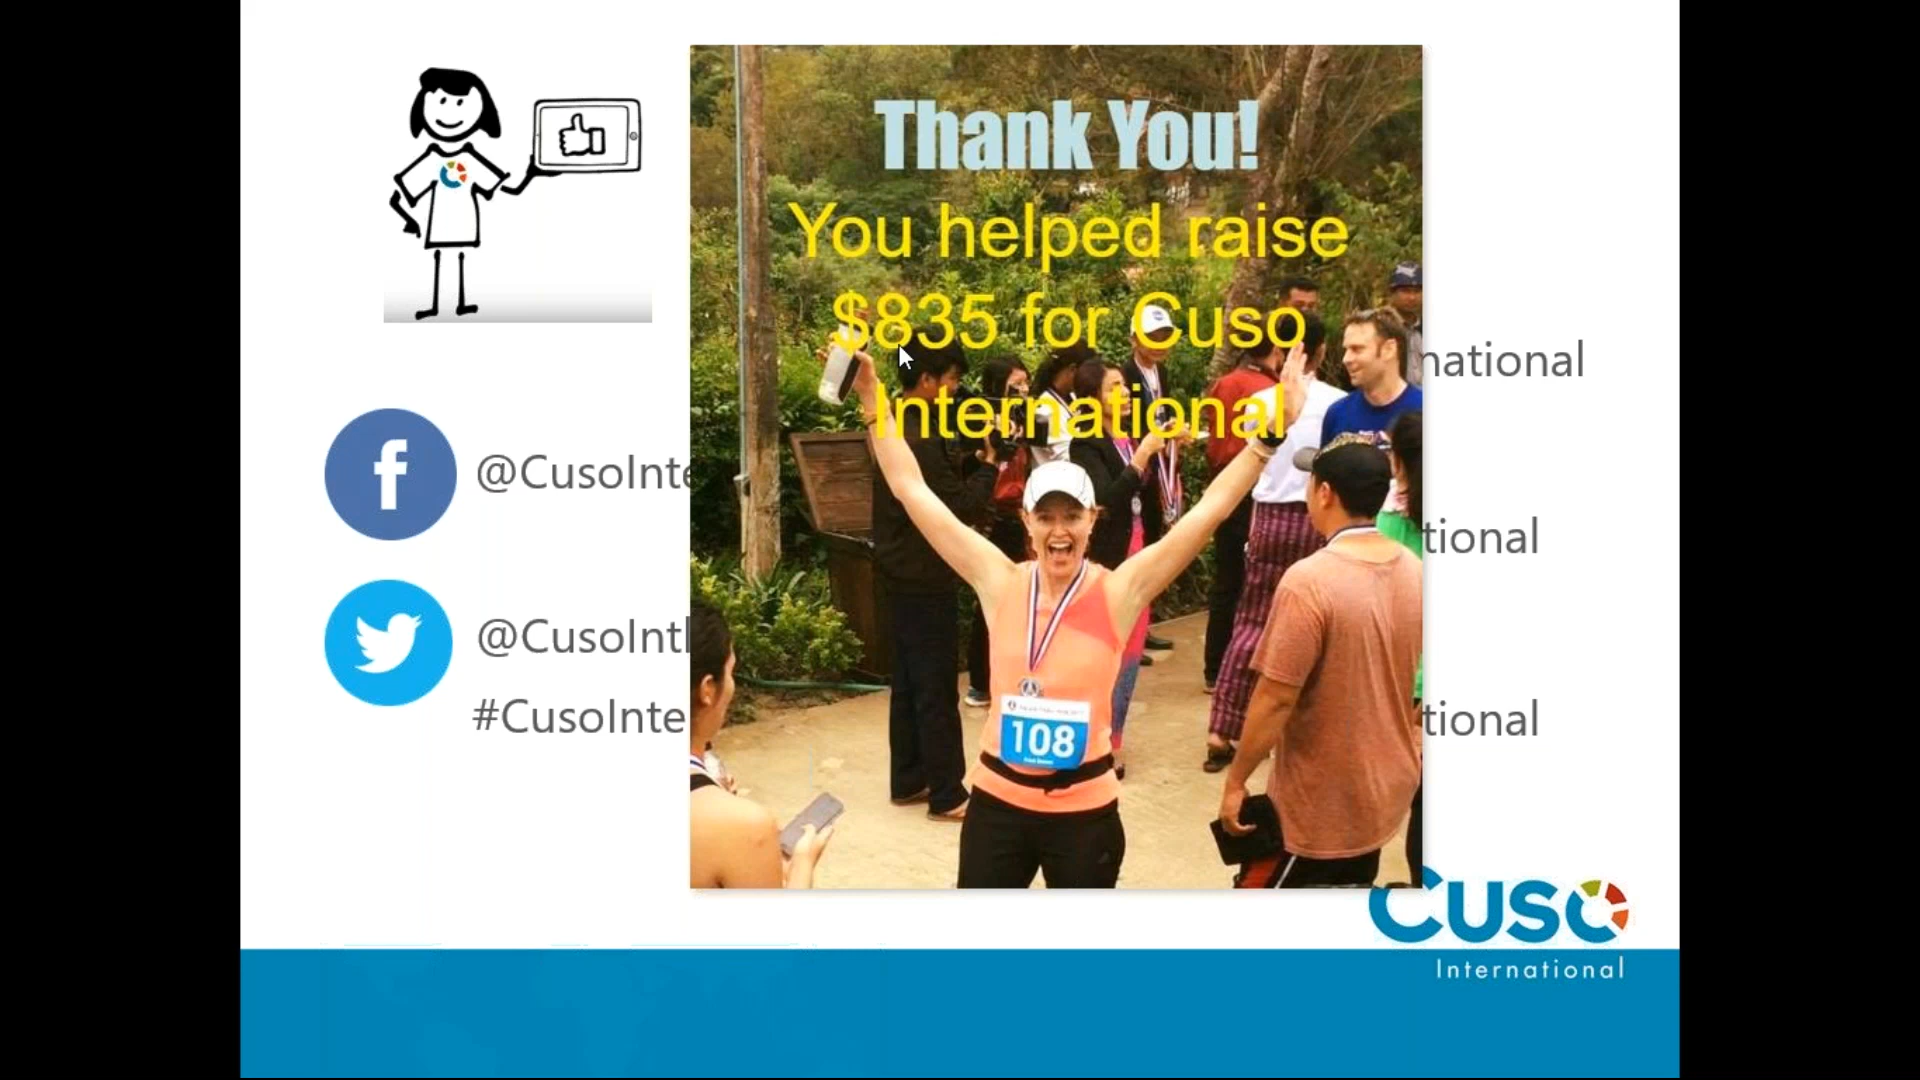 Thank You!
You helped raise
$835 for Cuso
International
national
@CusoInte
tional
@CusoIntl
#CusoInte
tional
108
Cuso
International